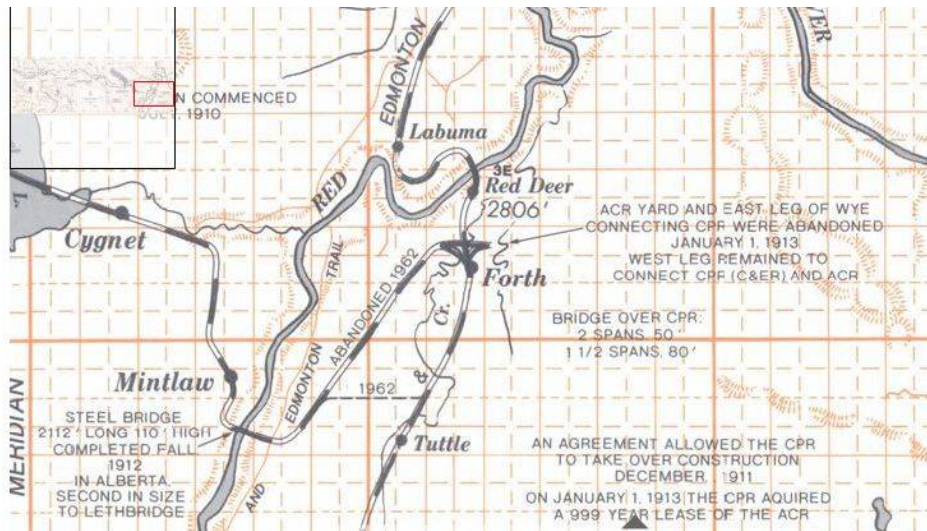 VER
N COMMENCED
JULY, 1910
EDMONTON
Labuma
3E
Red Deer
2806'
RED
ACR YARD AND EAST LEG OF WYE
CONNECTING CPR WERE ABANDONED
JANUARY 1, 1913
WEST LEG REMAINED TO
CONNECT CPR (C&ER) AND ACR
L.
Cygnet
TRAIL
ABANDONED 1962
Cr.
Forth
BRIDGE OVER CPR:
2 SPANS, 50'
1 1/2 SPANS, 80'
Mintlaw
EDMONTON
1962
&
MERIDIAN
STEEL BRIDGE
2112' LONG 110' HIGH
COMPLETED FALL
1912
IN ALBERTA,
SECOND IN SIZE
TO LETHBRIDGE
AND
Tuttle
AN AGREEMENT ALLOWED THE CPR
TO TAKE OVER CONSTRUCTION
DECEMBER, 1911
ON JANUARY 1, 1913 THE CPR AQUIRED
A 999 YEAR LEASE OF THE ACR